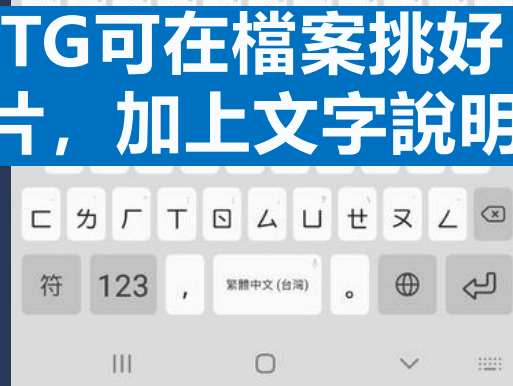 TG可在檔案挑好
片，加上文字說明
ㄈ ㄌ ㄏ ㄒ ㄖ ㄙ ㄩ ㄝ ㄡ ㄥ
符 123 , 繁體中文 (台灣) 。